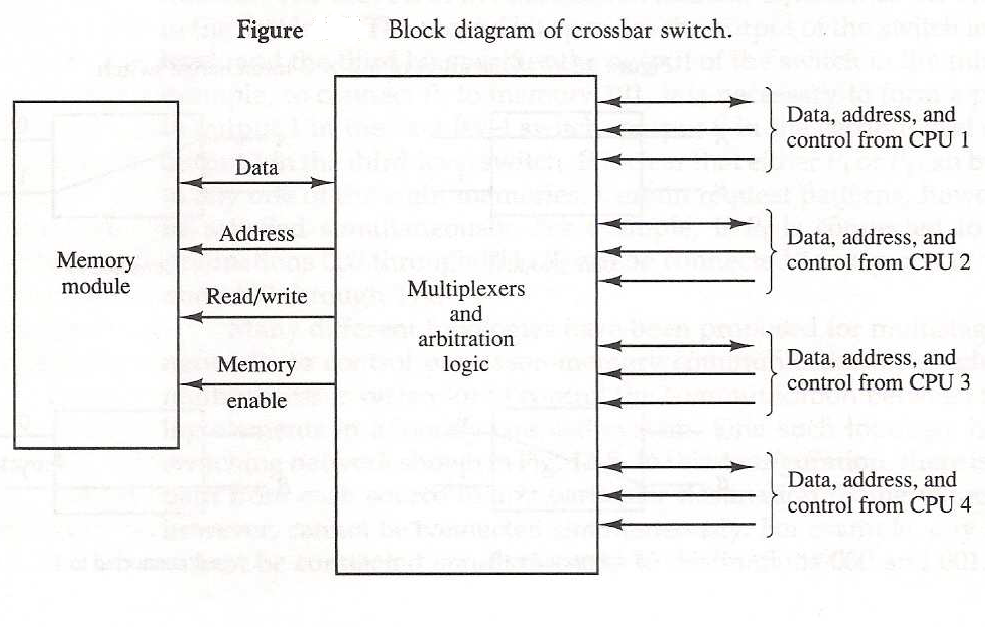 Figure Block diagram of crossbar switch.
Memory
module
Data
Address
Read/write
Memory
enable
Multiplexers
and
arbitration
logic
Data, address, and
control from CPU 1
Data, address, and
control from CPU 2
Data, address, and
control from CPU 3
Data, address, and
control from CPU 4